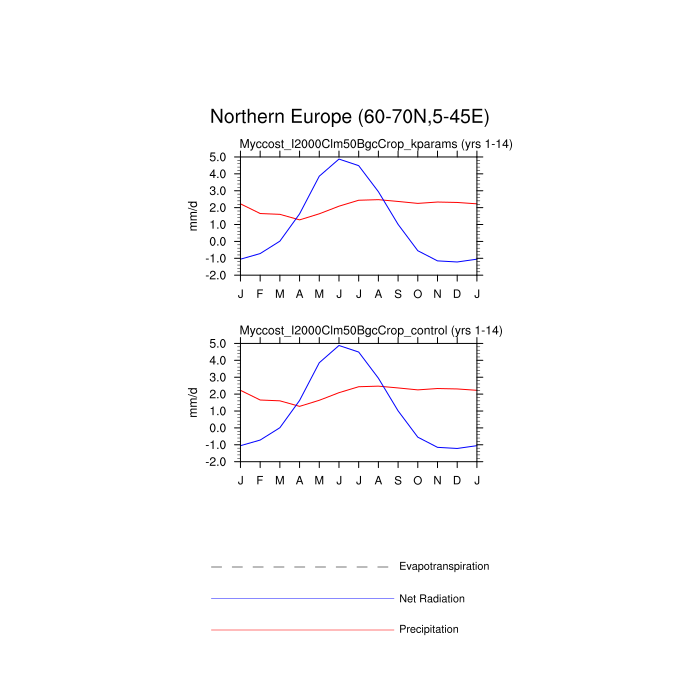 Northern Europe (60-70N,5-45E)
Myccost_I2000Clm50BgcCrop_kparams (yrs 1-14)
5.0
4.0
3.0
2.0
1.0
0.0
-1.0
-2.0
mm/d
J F M A M J J A S O N D J
Myccost_I2000Clm50BgcCrop_control (yrs 1-14)
5.0
4.0
3.0
2.0
1.0
0.0
-1.0
-2.0
mm/d
J F M A M J J A S O N D J
Evapotranspiration
Net Radiation
Precipitation